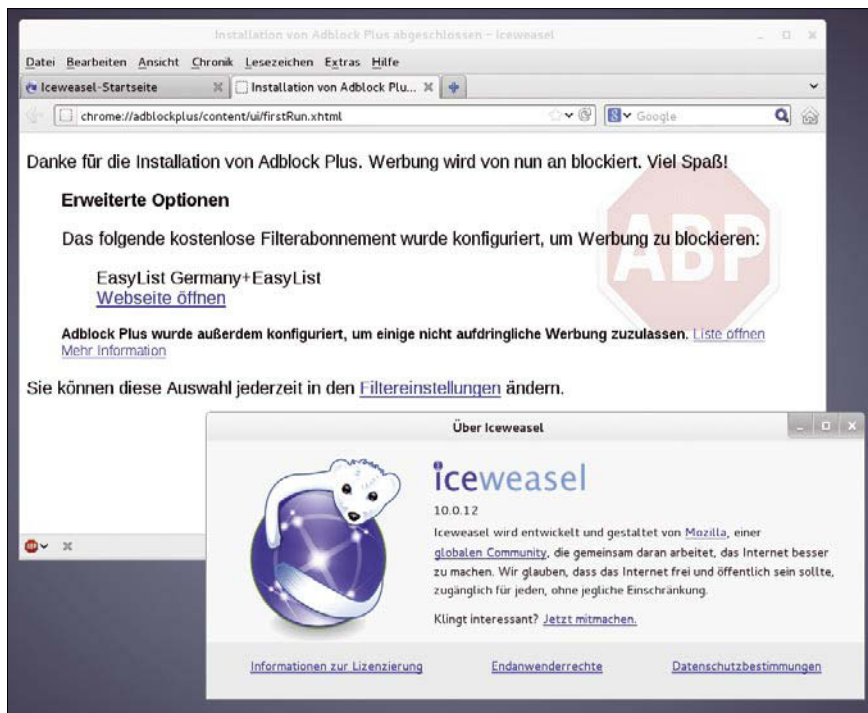 Installation von Adblock Plus abgeschlossen – Iceweasel
Datei Bearbeiten Ansicht Chronik Lesezeichen Extras Hilfe
Iceweasel-Startseite
Installation von Adblock Plu...
chrome://adblockplus/content/ui/firstRun.xhtml
Google
Danke für die Installation von Adblock Plus. Werbung wird von nun an blockiert. Viel Spaß!
Erweiterte Optionen
Das folgende kostenlose Filterabonnement wurde konfiguriert, um Werbung zu blockieren:
EasyList Germany+EasyList
Webseite öffnen
ABP
Adblock Plus wurde außerdem konfiguriert, um einige nicht aufdringliche Werbung zuzulassen. Liste öffnen
Mehr Information
Sie können diese Auswahl jederzeit in den Filtereinstellungen ändern.
Über Iceweasel
iceweasel
10.0.12
Iceweasel wird entwickelt und gestaltet von Mozilla, einer
globalen Community, die gemeinsam daran arbeitet, das Internet besser
zu machen. Wir glauben, dass das Internet frei und öffentlich sein sollte,
zugänglich für jeden, ohne jegliche Einschränkung.
Klingt interessant? Jetzt mitmachen.
Informationen zur Lizenzierung
Endanwenderrechte
Datenschutzbestimmungen
ABP